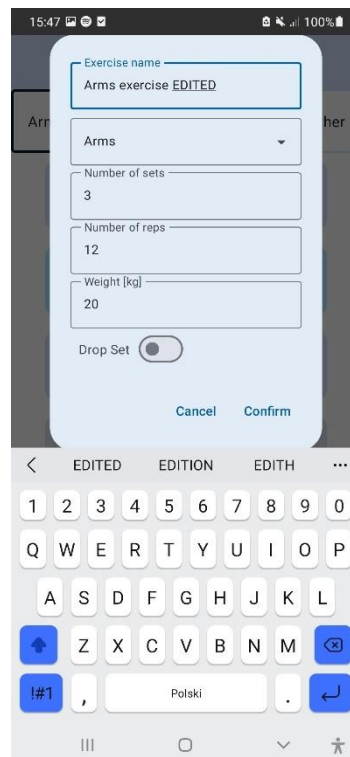 15:47 100%
Exercise name
Arms exercise EDITED
Arm her
Arms
Number of sets
3
Number of reps
12
Weight [kg]
20
Drop Set
Cancel Confirm
EDITED EDITION EDITH
1 2 3 4 5 6 7 8 9 0
Q W E R T Y U I O P
A S D F G H J K L
Z X C V B N M
!#1 , Polski .